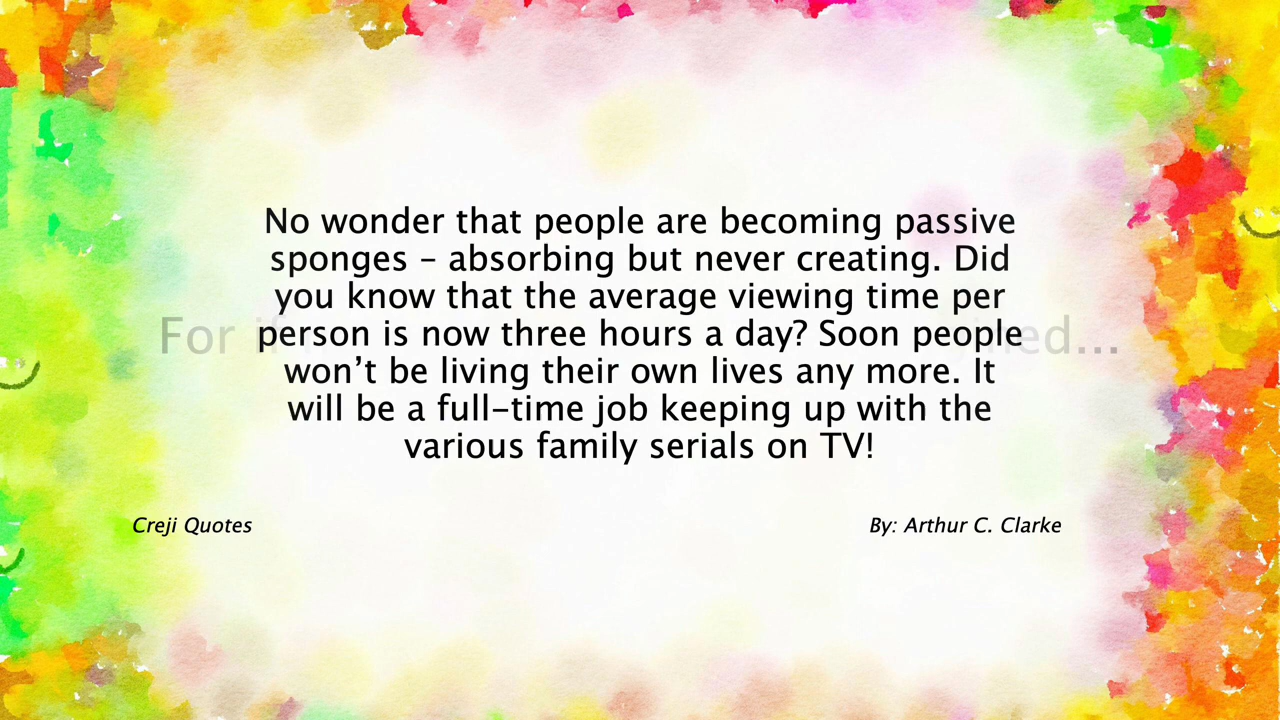 No wonder that people are becoming passive
sponges – absorbing but never creating. Did
you know that the average viewing time per
For
person is now three hours a day? Soon people
won’t be living their own lives any more. It
will be a full–time job keeping up with the
various family serials on TV!
Creji Quotes
By: Arthur C. Clarke